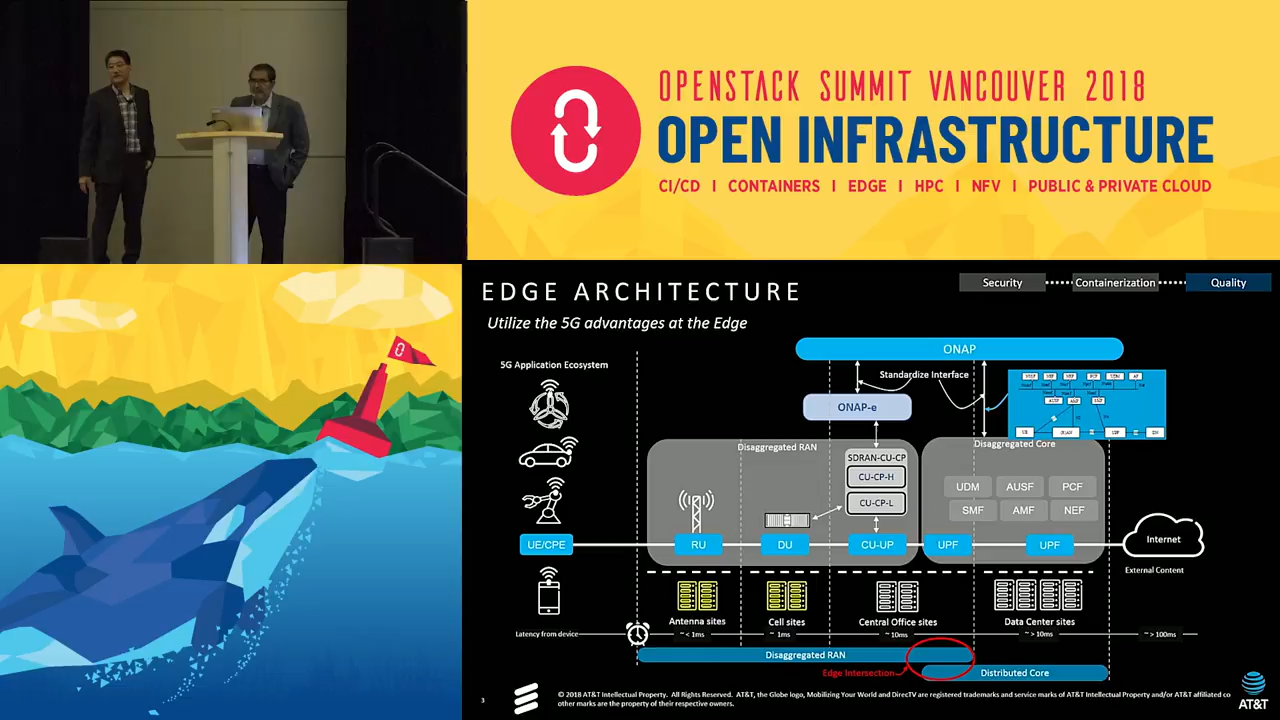 OPENSTACK SUMMIT VANCOUVER 2018
OPEN INFRASTRUCTURE
CI/CD | CONTAINERS | EDGE | HPC | NFV | PUBLIC & PRIVATE CLOUD
EDGE ARCHITECTURE
Security
Containerization
Quality
Utilize the 5G advantages at the Edge
ONAP
5G Application Ecosystem
Standardize Interface
ONAP-e
Disaggregated RAN
Disaggregated Core
SDRAN-CU-CP
CU-CP-H
CU-CP-L
UDM
AUSF
PCF
SMF
AMF
NEF
UE/CPE
RU
DU
CU-UP
UPF
UPF
Internet
External Content
Antenna sites
Cell sites
Central Office sites
Data Center sites
Latency from device
~ < 1ms
~ 1ms
~ 10ms
~ > 10ms
~ > 100ms
Disaggregated RAN
Edge Intersection
Distributed Core
3
© 2018 AT&T Intellectual Property. All Rights Reserved. AT&T, the Globe logo, Mobilizing Your World and DirecTV are registered trademarks and service marks of AT&T Intellectual Property and/or AT&T affiliated co
other marks are the property of their respective owners.
AT&T